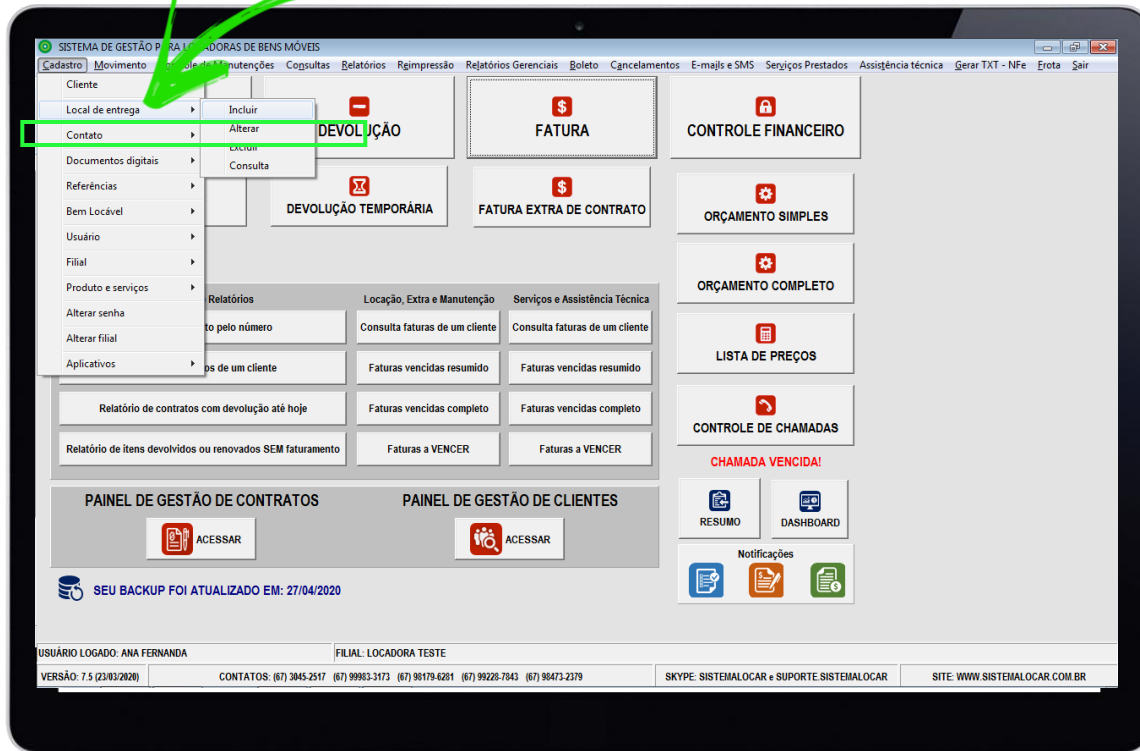 SISTEMA DE GESTÃO PARA LOCADORAS DE BENS MÓVEIS
Cadastro Movimento Controle de Manutenções Consultas Relatórios Reimpressão Relatórios Gerenciais Boleto Cancelamentos E-mails e SMS Serviços Prestados Assistência técnica Gerar TXT - NFe Frota Sair
Cliente
Local de entrega
Contato
Documentos digitais
Referências
Bem Locável
Usuário
Filial
Produto e serviços
Alterar senha
Alterar filial
Aplicativos
Incluir
Alterar
Excluir
Consulta
DEVOLUÇÃO
FATURA
CONTROLE FINANCEIRO
DEVOLUÇÃO TEMPORÁRIA
FATURA EXTRA DE CONTRATO
ORÇAMENTO SIMPLES
ORÇAMENTO COMPLETO
LISTA DE PREÇOS
CONTROLE DE CHAMADAS
CHAMADA VENCIDA!
RESUMO
DASHBOARD
Notificações
Relatórios
Locação, Extra e Manutenção
Serviços e Assistência Técnica
pelo número
Consulta faturas de um cliente
Consulta faturas de um cliente
de um cliente
Faturas vencidas resumido
Faturas vencidas resumido
Relatório de contratos com devolução até hoje
Faturas vencidas completo
Faturas vencidas completo
Relatório de itens devolvidos ou renovados SEM faturamento
Faturas a VENCER
Faturas a VENCER
PAINEL DE GESTÃO DE CONTRATOS
ACESSAR
PAINEL DE GESTÃO DE CLIENTES
ACESSAR
SEU BACKUP FOI ATUALIZADO EM: 27/04/2020
USUÁRIO LOGADO: ANA FERNANDA
FILIAL: LOCADORA TESTE
VERSÃO: 7.5 (23/03/2020)
CONTATOS: (67) 3045-2517 (67) 99983-3173 (67) 98179-6281 (67) 99228-7843 (67) 98473-2379
SKYPE: SISTEMALOCAR e SUPORTE.SISTEMALOCAR
SITE: WWW.SISTEMALOCAR.COM.BR